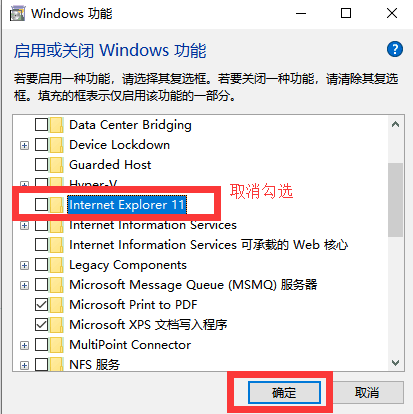 Windows 功能
启用或关闭 Windows 功能
若要启用一种功能，请选择其复选框。若要关闭一种功能，请清除其复选
框。填充的框表示仅启用该功能的一部分。
Data Center Bridging
Device Lockdown
Guarded Host
Hyper-V
Internet Explorer 11
取消勾选
Internet Information Services
Internet Information Services 可承载的 Web 核心
Legacy Components
Microsoft Message Queue (MSMQ) 服务器
Microsoft Print to PDF
Microsoft XPS 文档写入程序
MultiPoint Connector
NFS 服务
确定
取消